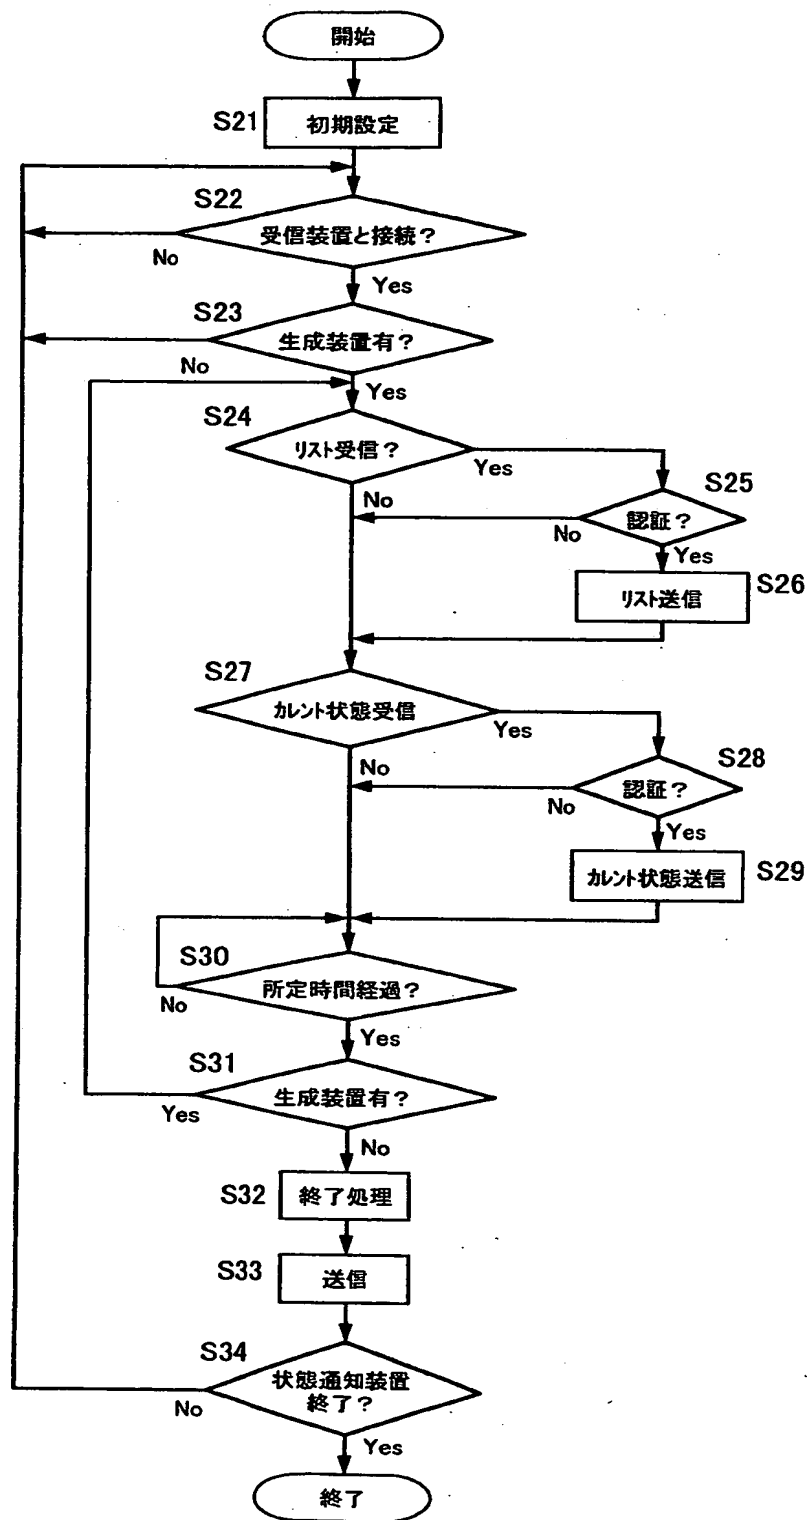 開始
S21
初期設定
S22
受信装置と接続?
No
Yes
S23
生成装置有?
No
Yes
S24
リスト受信?
Yes
No
S25
認証?
No
Yes
リスト送信
S26
S27
カレント状態受信
Yes
No
S28
認証?
No
Yes
カレント状態送信
S29
S30
所定時間経過?
No
Yes
S31
生成装置有?
Yes
No
S32
終了処理
S33
送信
S34
状態通知装置
終了?
No
Yes
終了